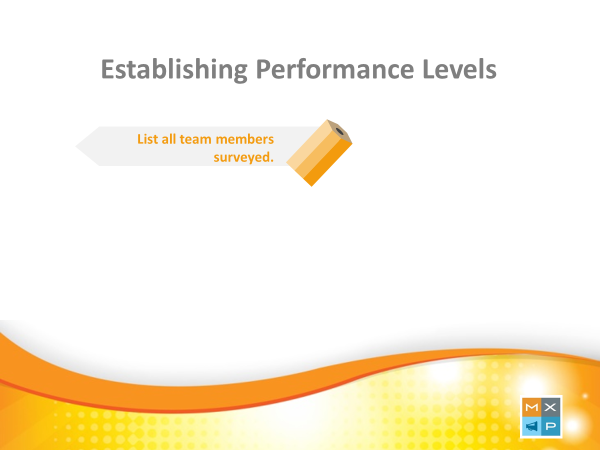 Establishing Performance Levels
List all team members
surveyed.
M X
P